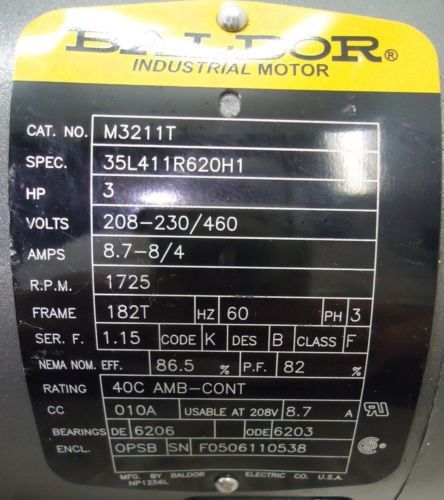 BALDOR®
INDUSTRIAL MOTOR
CAT. NO. M3211T
SPEC. 35L411R620H1
HP 3
VOLTS 208-230/460
AMPS 8.7-8/4
R.P.M. 1725
FRAME 182T HZ 60 PH 3
SER. F. 1.15 CODE K DES B CLASS F
NEMA NOM. EFF. 86.5 % P.F. 82 %
RATING 40C AMB-CONT
CC 010A USABLE AT 208V 8.7 A
BEARINGS DE 6206 ODE 6203
ENCL. OPSB SN F0506110538
MFG. BY BALDOR ELECTRIC CO. U.S.A.
NP1256L